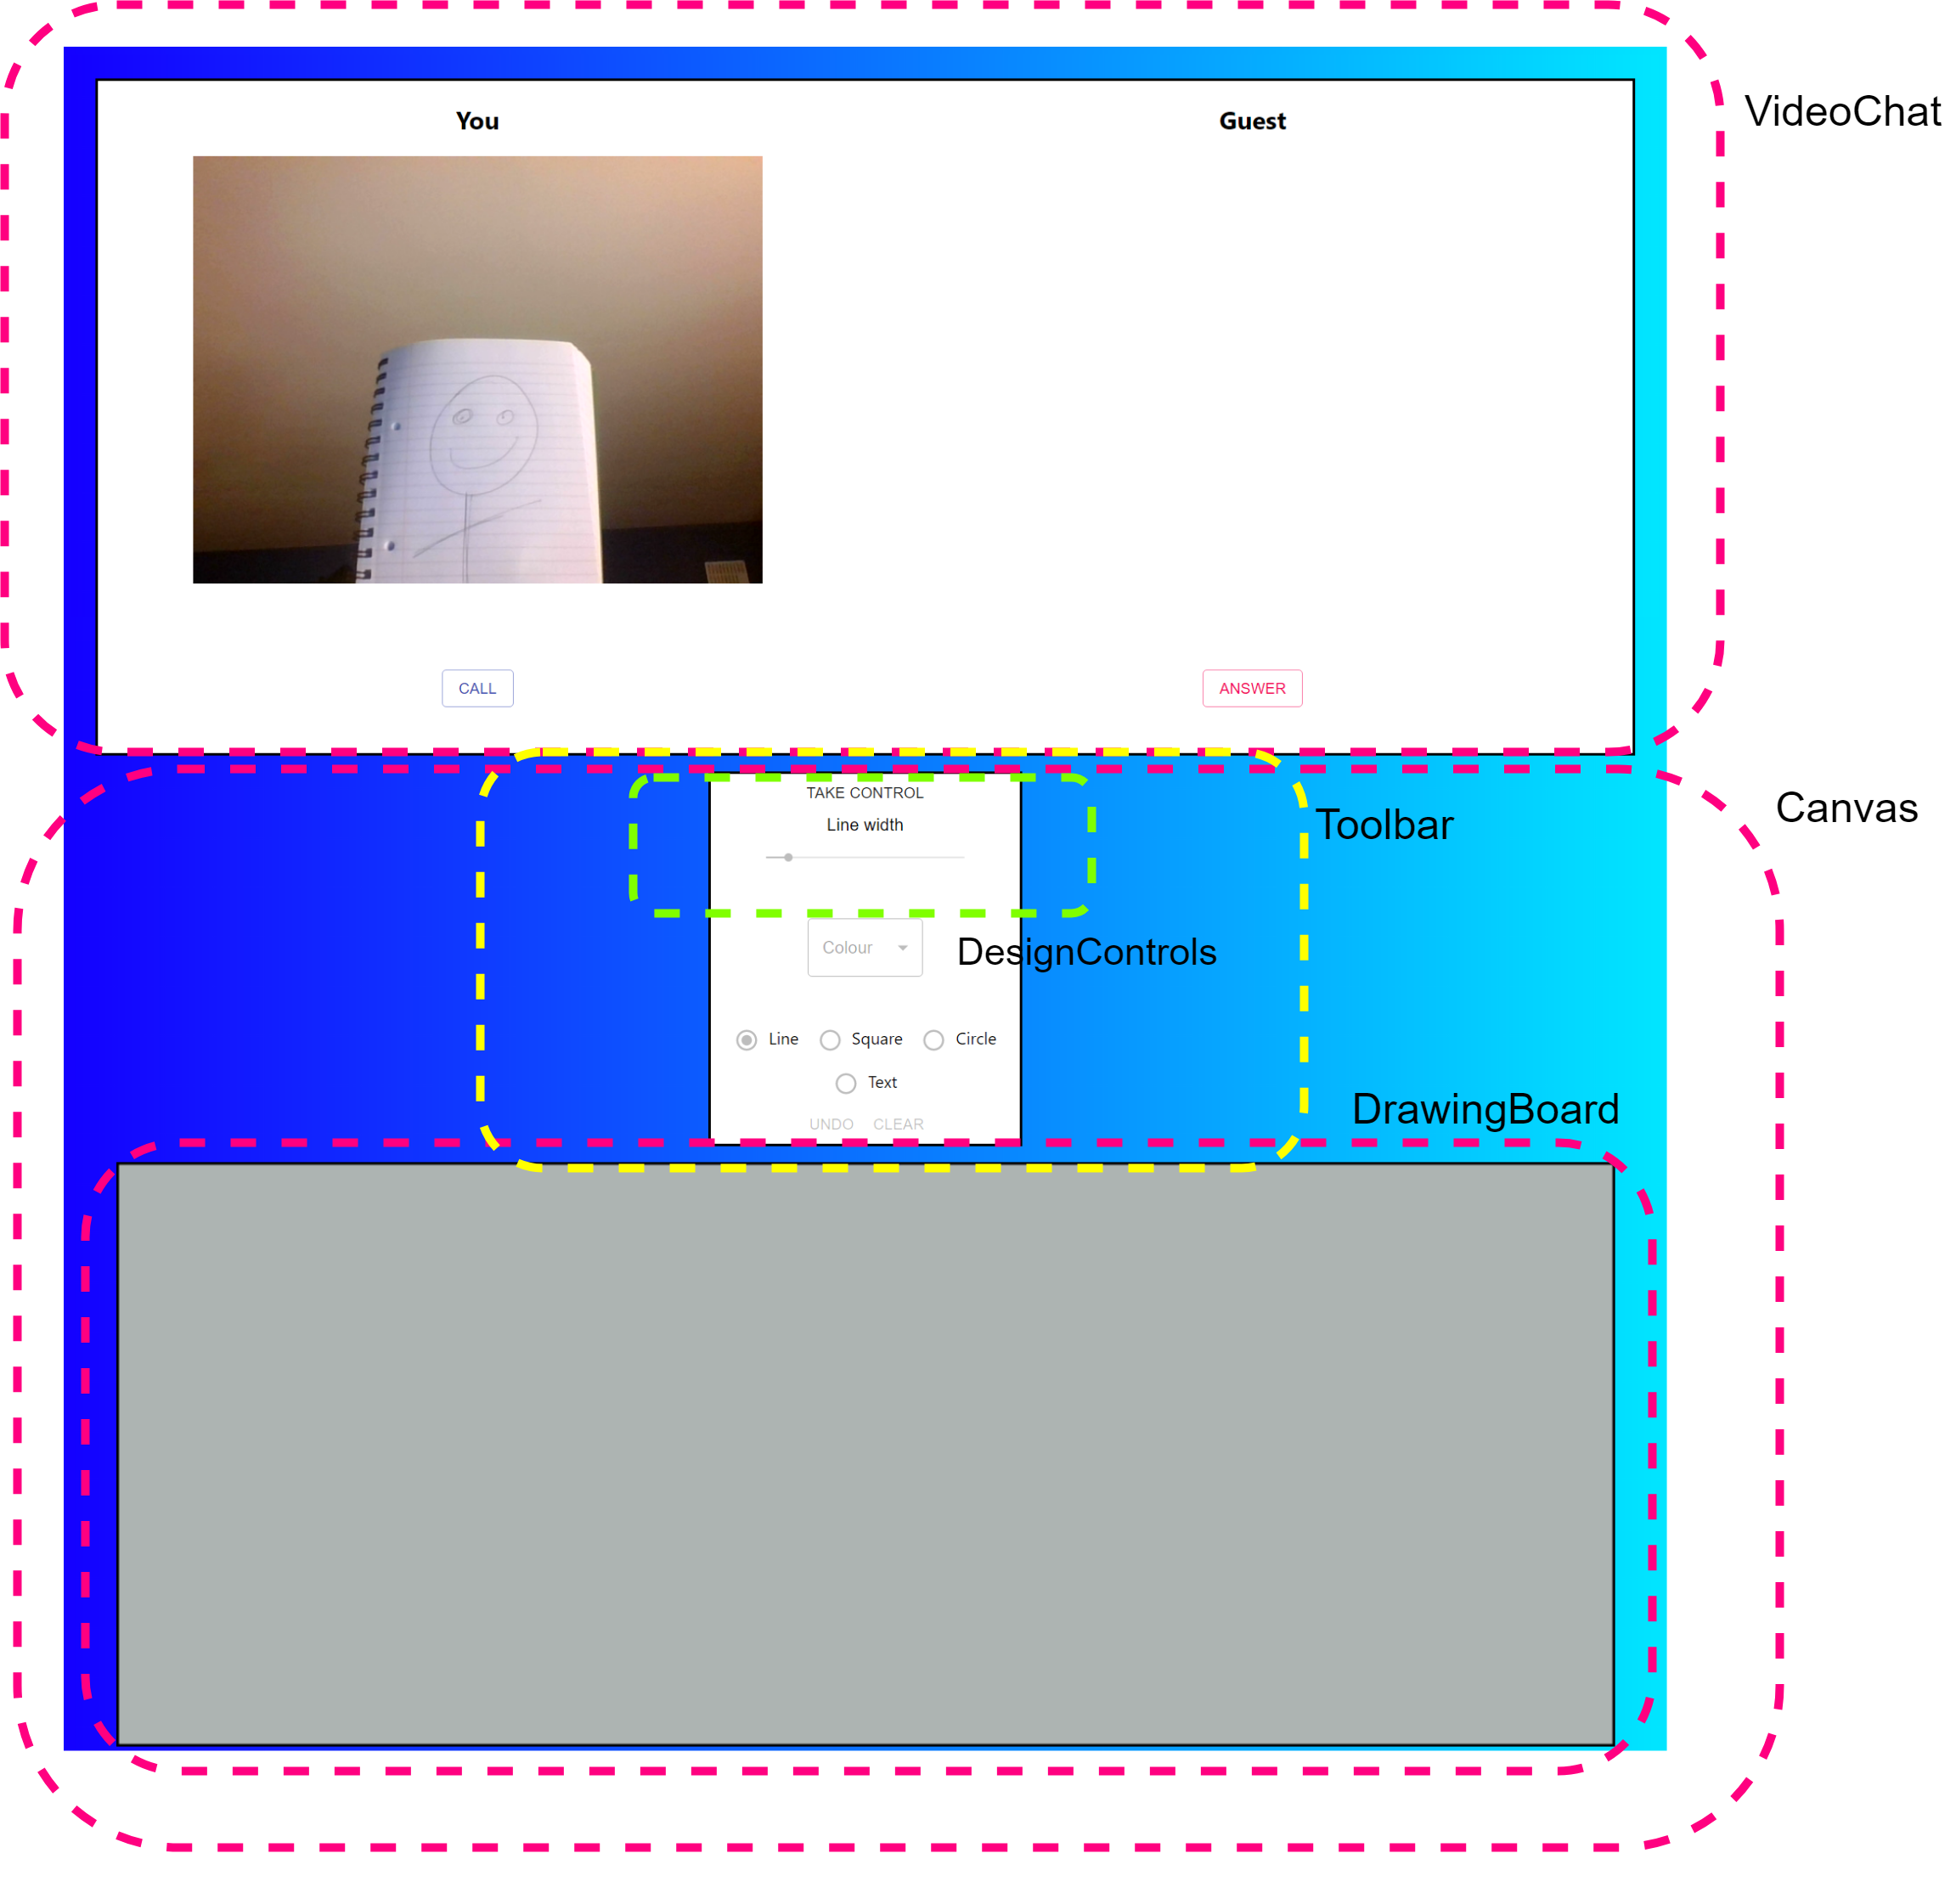 VideoChat
You
Guest
CALL
ANSWER
TAKE CONTROL
Line width
Canvas
Toolbar
Colour
DesignControls
Line
Square
Circle
Text
DrawingBoard
UNDO
CLEAR